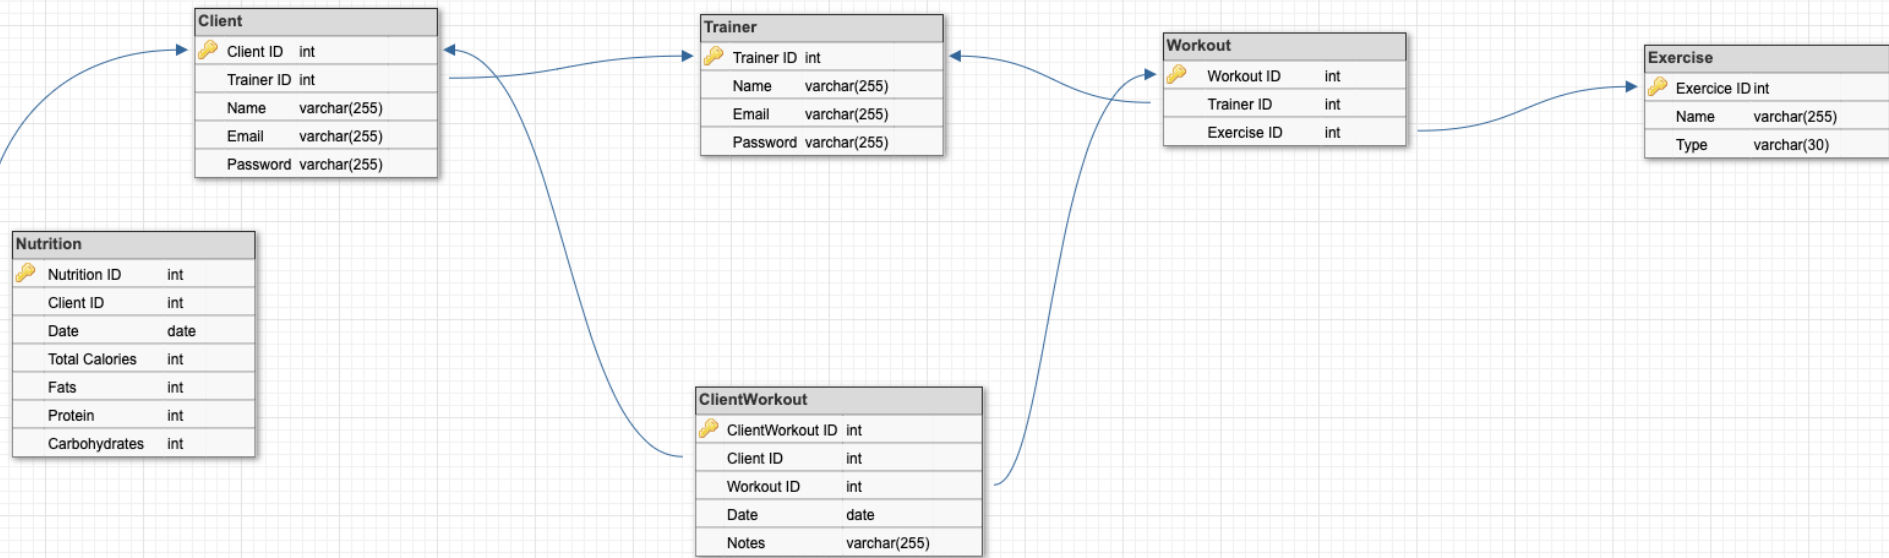 Client
Client ID int
Trainer ID int
Name varchar(255)
Email varchar(255)
Password varchar(255)
Trainer
Trainer ID int
Name varchar(255)
Email varchar(255)
Password varchar(255)
Workout
Workout ID int
Trainer ID int
Exercise ID int
Exercise
Exercice ID int
Name varchar(255)
Type varchar(30)
Nutrition
Nutrition ID int
Client ID int
Date date
Total Calories int
Fats int
Protein int
Carbohydrates int
ClientWorkout
ClientWorkout ID int
Client ID int
Workout ID int
Date date
Notes varchar(255)